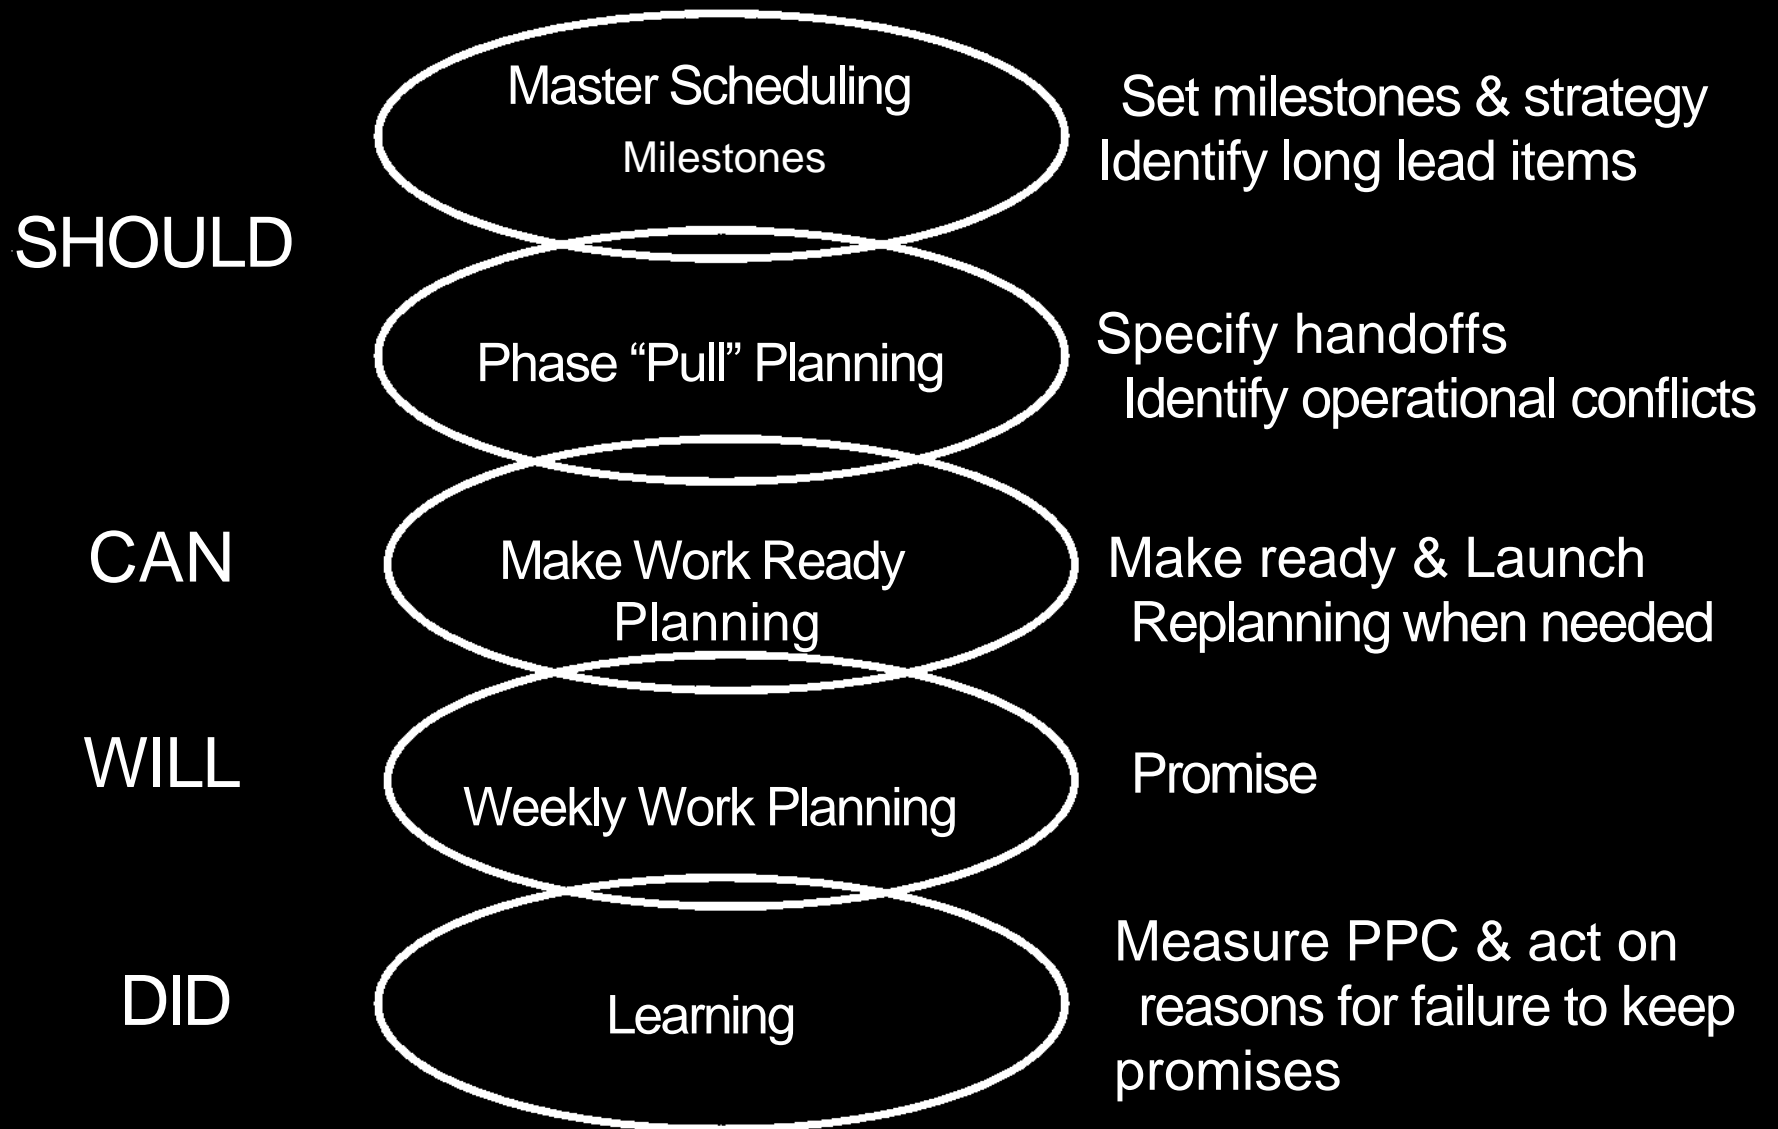 Master Scheduling
Milestones
Set milestones & strategy
Identify long lead items
SHOULD
Phase “Pull” Planning
Specify handoffs
Identify operational conflicts
CAN
Make Work Ready
Planning
Make ready & Launch
Replanning when needed
WILL
Weekly Work Planning
Promise
DID
Learning
Measure PPC & act on
reasons for failure to keep
promises